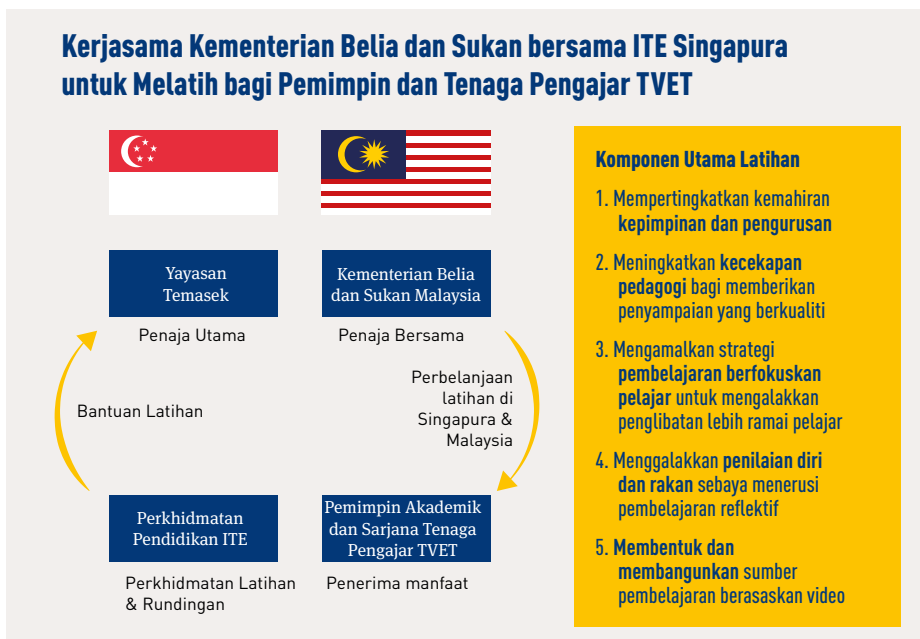 Kerjasama Kementerian Belia dan Sukan bersama ITE Singapura
untuk Melatih bagi Pemimpin dan Tenaga Pengajar TVET
Yayasan
Temasek
Penaja Utama
Kementerian Belia
dan Sukan Malaysia
Penaja Bersama
Bantuan Latihan
Perbelanjaan
latihan di
Singapura &
Malaysia
Perkhidmatan
Pendidikan ITE
Perkhidmatan Latihan
& Rundingan
Pemimpin Akademik
dan Sarjana Tenaga
Pengajar TVET
Penerima manfaat
Komponen Utama Latihan
1. Mempertingkatkan kemahiran
kepimpinan dan pengurusan
2. Meningkatkan kecekapan
pedagogi bagi memberikan
penyampaian yang berkualiti
3. Mengamalkan strategi
pembelajaran berfokuskan
pelajar untuk mengalakkan
penglibatan lebih ramai pelajar
4. Menggalakkan penilaian diri
dan rakan sebaya menerusi
pembelajaran reflektif
5. Membentuk dan
membangunkan sumber
pembelajaran berasaskan video